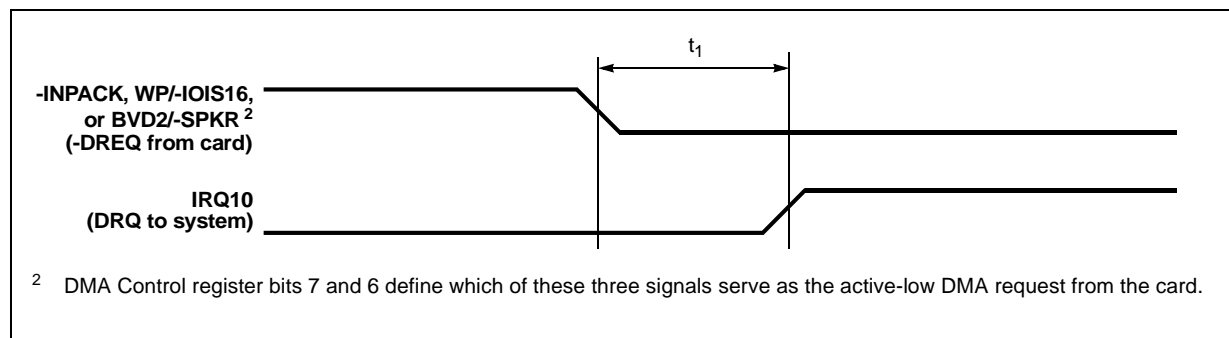 t1
-INPACK, WP/-IOIS16,
or BVD2/-SPKR 2
(-DREQ from card)
IRQ10
(DRQ to system)
2 DMA Control register bits 7 and 6 define which of these three signals serve as the active-low DMA request from the card.